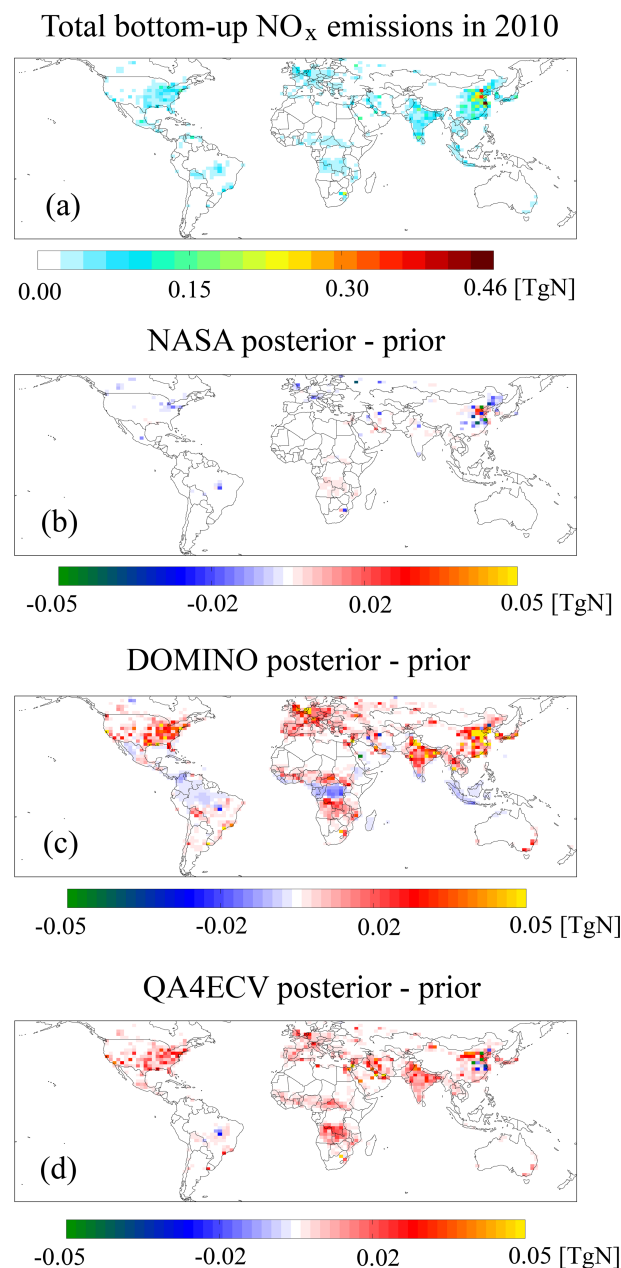 Total bottom-up NOx emissions in 2010
(a)
0.00 0.15 0.30 0.46 [TgN]
NASA posterior - prior
(b)
-0.05 -0.02 0.02 0.05 [TgN]
DOMINO posterior - prior
(c)
-0.05 -0.02 0.02 0.05 [TgN]
QA4ECV posterior - prior
(d)
-0.05 -0.02 0.02 0.05 [TgN]